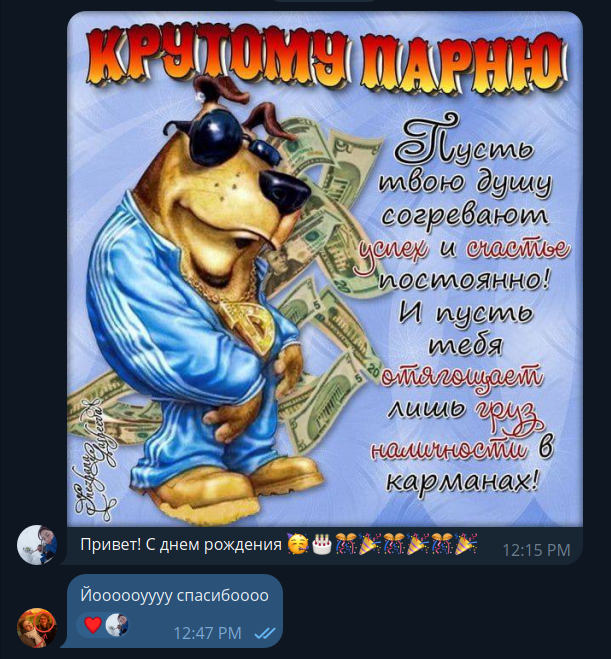 КРУТОМУ ПАРНЮ
Пусть
твою душу
согревают
успех и счастье
постоянно!
И пусть
тебя
отягощает
лишь груз
наличности в
карманах!
Привет! С днем рождения 🥳🎂🎊🎉🎊🎉🎊🎉
12:15 PM
Йоооооуууу спасибоооо
12:47 PM